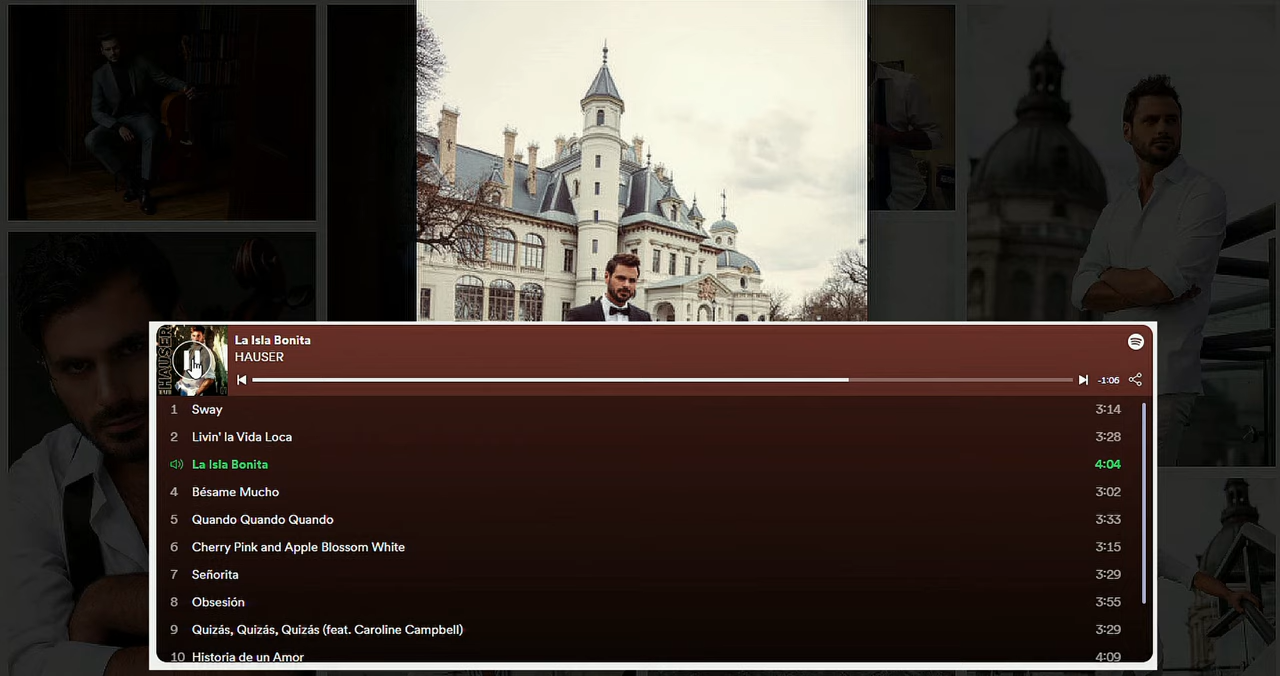 HAUSER
La Isla Bonita
HAUSER
-1:06
1 Sway 3:14
2 Livin' la Vida Loca 3:28
La Isla Bonita 4:04
4 Bésame Mucho 3:02
5 Quando Quando Quando 3:33
6 Cherry Pink and Apple Blossom White 3:15
7 Señorita 3:29
8 Obsesión 3:55
9 Quizás, Quizás, Quizás (feat. Caroline Campbell) 3:29
10 Historia de un Amor 4:09